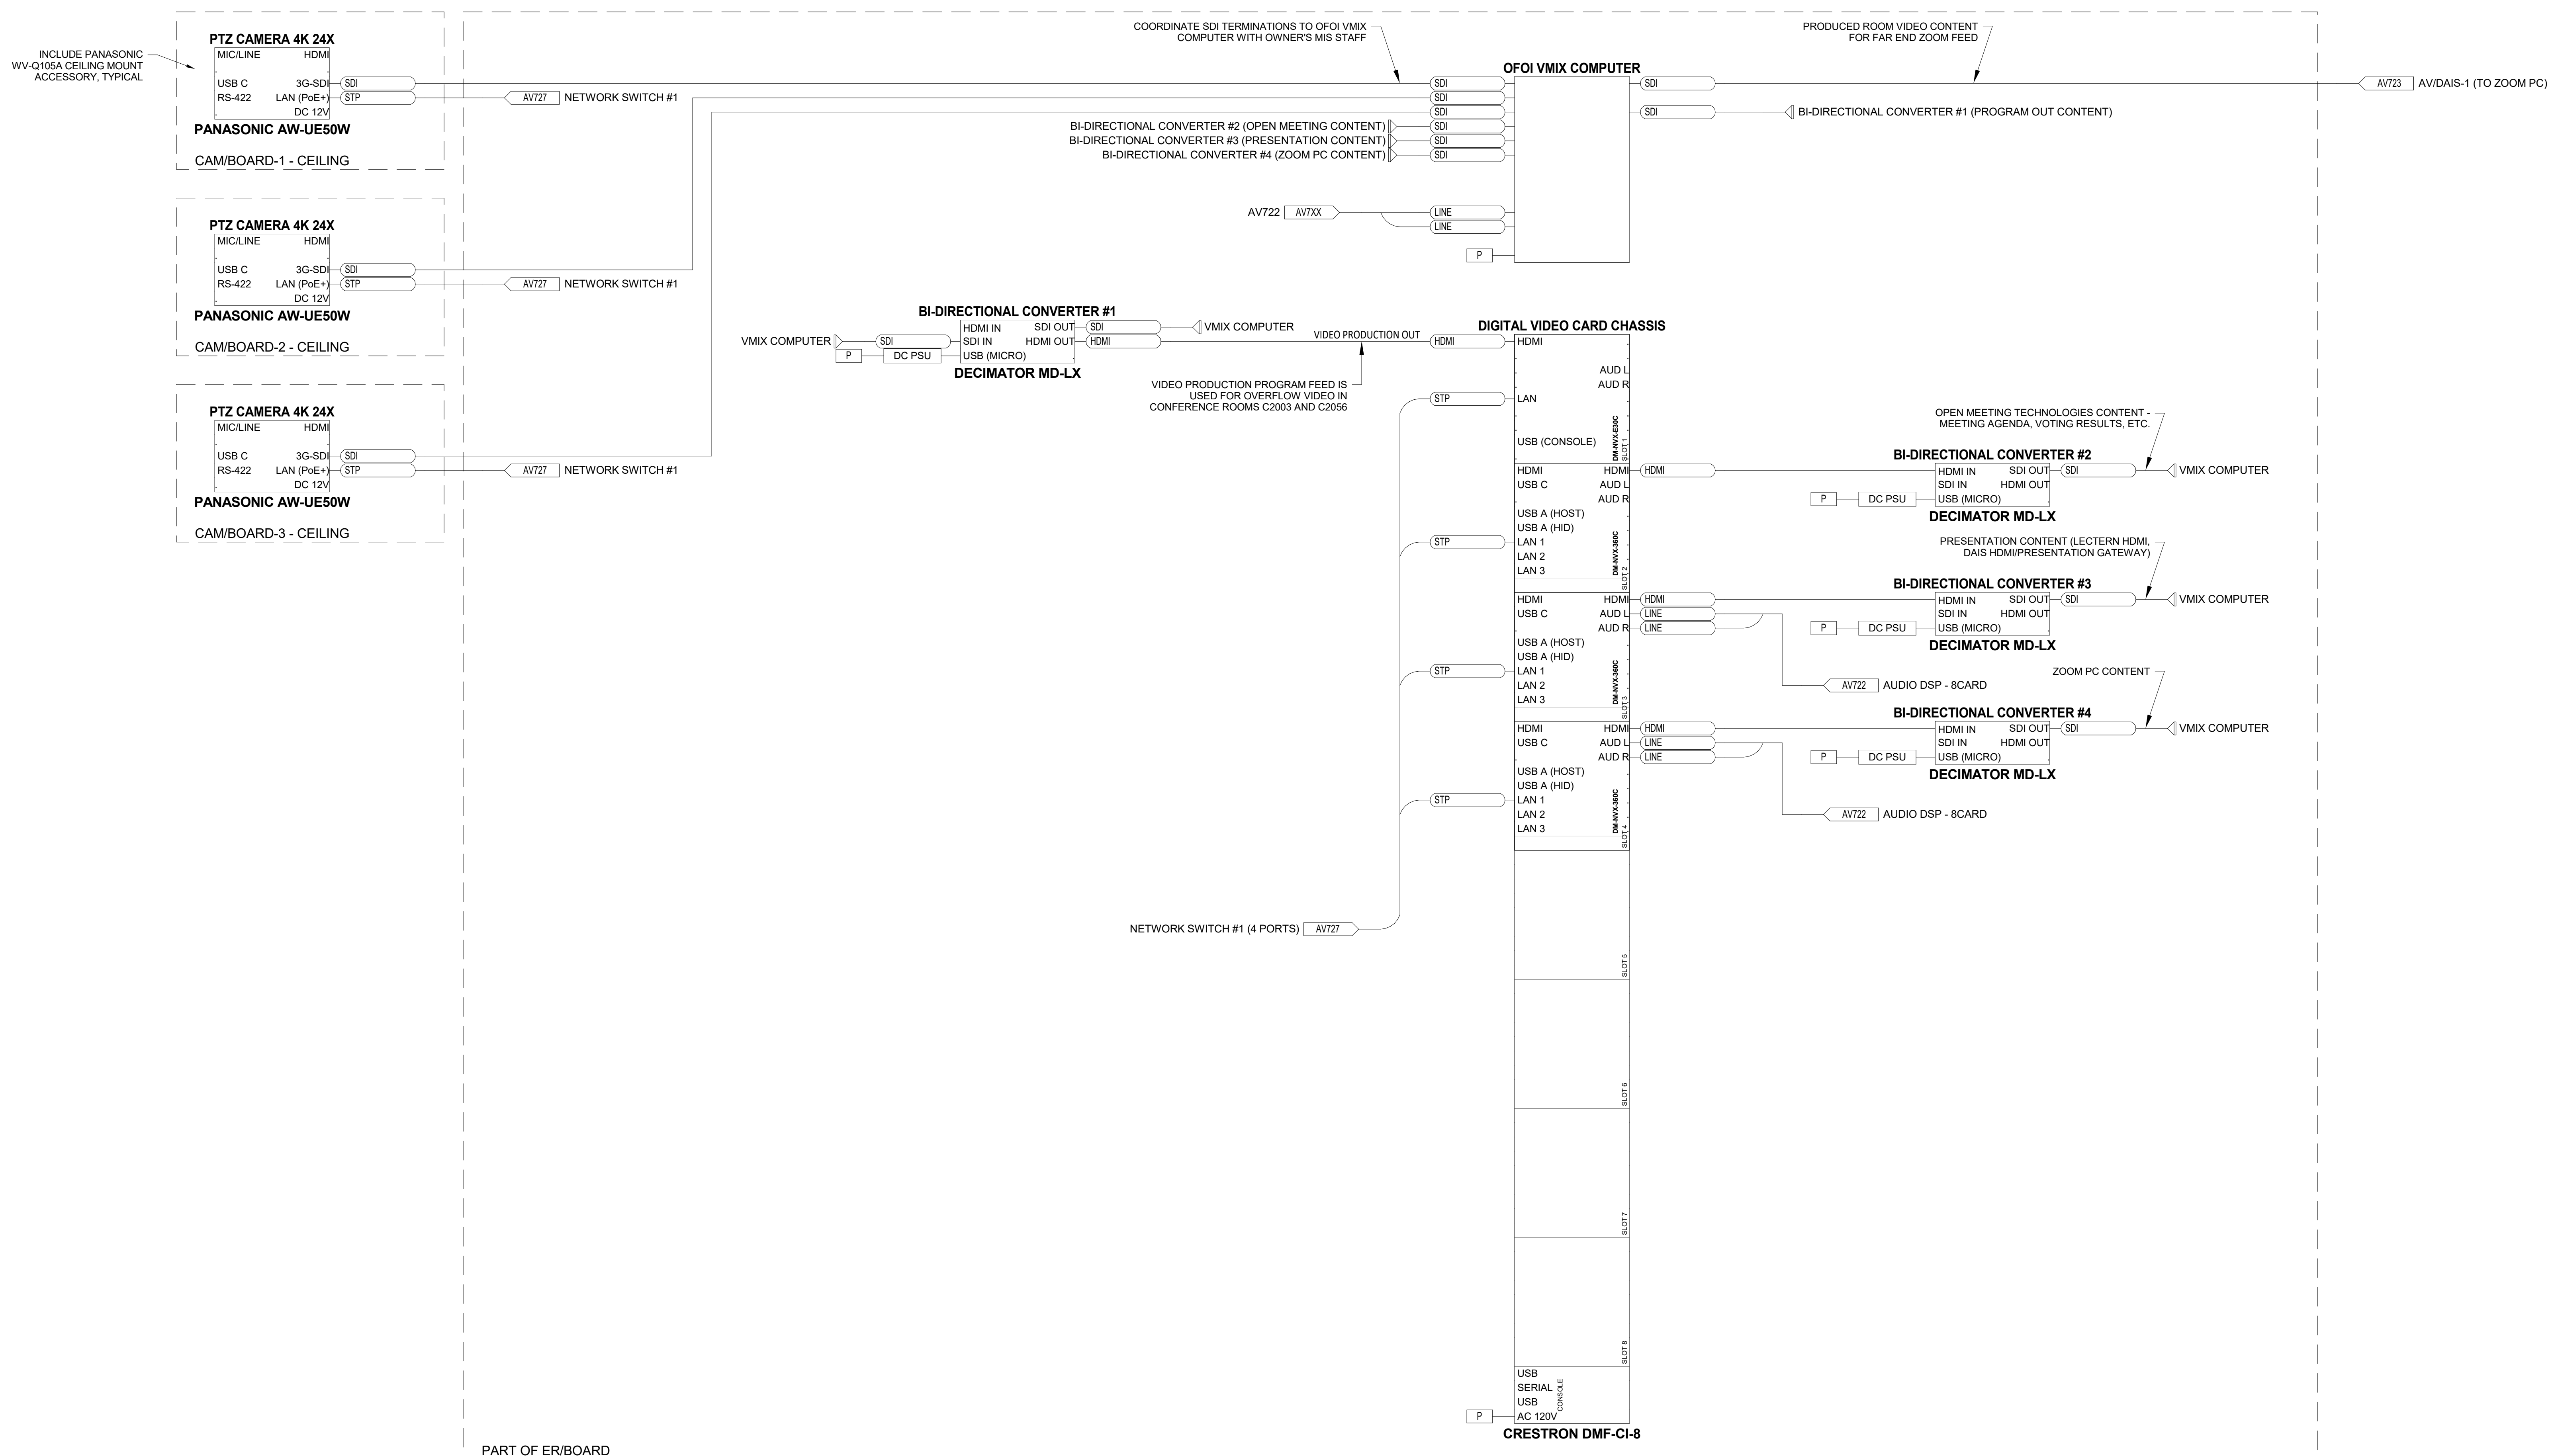 INCLUDE PANASONIC
WV-Q105A CEILING MOUNT
ACCESSORY, TYPICAL
PTZ CAMERA 4K 24X
MIC/LINE HDMI
USB C 3G-SDI SDI
RS-422 LAN (PoE+) STP
DC 12V
PANASONIC AW-UE50W
CAM/BOARD-1 - CEILING
AV727 NETWORK SWITCH #1
PTZ CAMERA 4K 24X
MIC/LINE HDMI
USB C 3G-SDI SDI
RS-422 LAN (PoE+) STP
DC 12V
PANASONIC AW-UE50W
CAM/BOARD-2 - CEILING
AV727 NETWORK SWITCH #1
PTZ CAMERA 4K 24X
MIC/LINE HDMI
USB C 3G-SDI SDI
RS-422 LAN (PoE+) STP
DC 12V
PANASONIC AW-UE50W
CAM/BOARD-3 - CEILING
AV727 NETWORK SWITCH #1
COORDINATE SDI TERMINATIONS TO OFOI VMIX
COMPUTER WITH OWNER'S MIS STAFF
PRODUCED ROOM VIDEO CONTENT
FOR FAR END ZOOM FEED
OFOI VMIX COMPUTER
SDI SDI AV723 AV/DAIS-1 (TO ZOOM PC)
SDI
SDI SDI BI-DIRECTIONAL CONVERTER #1 (PROGRAM OUT CONTENT)
BI-DIRECTIONAL CONVERTER #2 (OPEN MEETING CONTENT) SDI
BI-DIRECTIONAL CONVERTER #3 (PRESENTATION CONTENT) SDI
BI-DIRECTIONAL CONVERTER #4 (ZOOM PC CONTENT) SDI
AV722 AV7XX LINE
LINE
P
BI-DIRECTIONAL CONVERTER #1
HDMI IN SDI OUT SDI VMIX COMPUTER
VMIX COMPUTER SDI SDI IN HDMI OUT HDMI
P DC PSU USB (MICRO)
DECIMATOR MD-LX
VIDEO PRODUCTION OUT
VIDEO PRODUCTION PROGRAM FEED IS
USED FOR OVERFLOW VIDEO IN
CONFERENCE ROOMS C2003 AND C2056
DIGITAL VIDEO CARD CHASSIS
HDMI HDMI
AUD L
AUD R
STP LAN
USB (CONSOLE)
DM-NVX-E30C
SLOT 1
HDMI HDMI HDMI
USB C AUD L
AUD R
USB A (HOST)
USB A (HID)
STP LAN 1
LAN 2
LAN 3
DM-NVX-360C
SLOT 2
HDMI HDMI HDMI
USB C AUD L LINE
AUD R LINE
USB A (HOST)
USB A (HID)
STP LAN 1
LAN 2
LAN 3
DM-NVX-360C
SLOT 3
HDMI HDMI HDMI
USB C AUD L LINE
AUD R LINE
USB A (HOST)
USB A (HID)
STP LAN 1
LAN 2
LAN 3
DM-NVX-360C
SLOT 4
NETWORK SWITCH #1 (4 PORTS) AV727
SLOT 5
SLOT 6
SLOT 7
SLOT 8
USB
SERIAL
USB
CONSOLE
P AC 120V
CRESTRON DMF-CI-8
OPEN MEETING TECHNOLOGIES CONTENT -
MEETING AGENDA, VOTING RESULTS, ETC.
BI-DIRECTIONAL CONVERTER #2
HDMI IN SDI OUT SDI VMIX COMPUTER
SDI IN HDMI OUT
P DC PSU USB (MICRO)
DECIMATOR MD-LX
PRESENTATION CONTENT (LECTERN HDMI,
DAIS HDMI/PRESENTATION GATEWAY)
BI-DIRECTIONAL CONVERTER #3
HDMI IN SDI OUT SDI VMIX COMPUTER
SDI IN HDMI OUT
P DC PSU USB (MICRO)
DECIMATOR MD-LX
AV722 AUDIO DSP - 8CARD
ZOOM PC CONTENT
BI-DIRECTIONAL CONVERTER #4
HDMI IN SDI OUT SDI VMIX COMPUTER
SDI IN HDMI OUT
P DC PSU USB (MICRO)
DECIMATOR MD-LX
AV722 AUDIO DSP - 8CARD
PART OF ER/BOARD